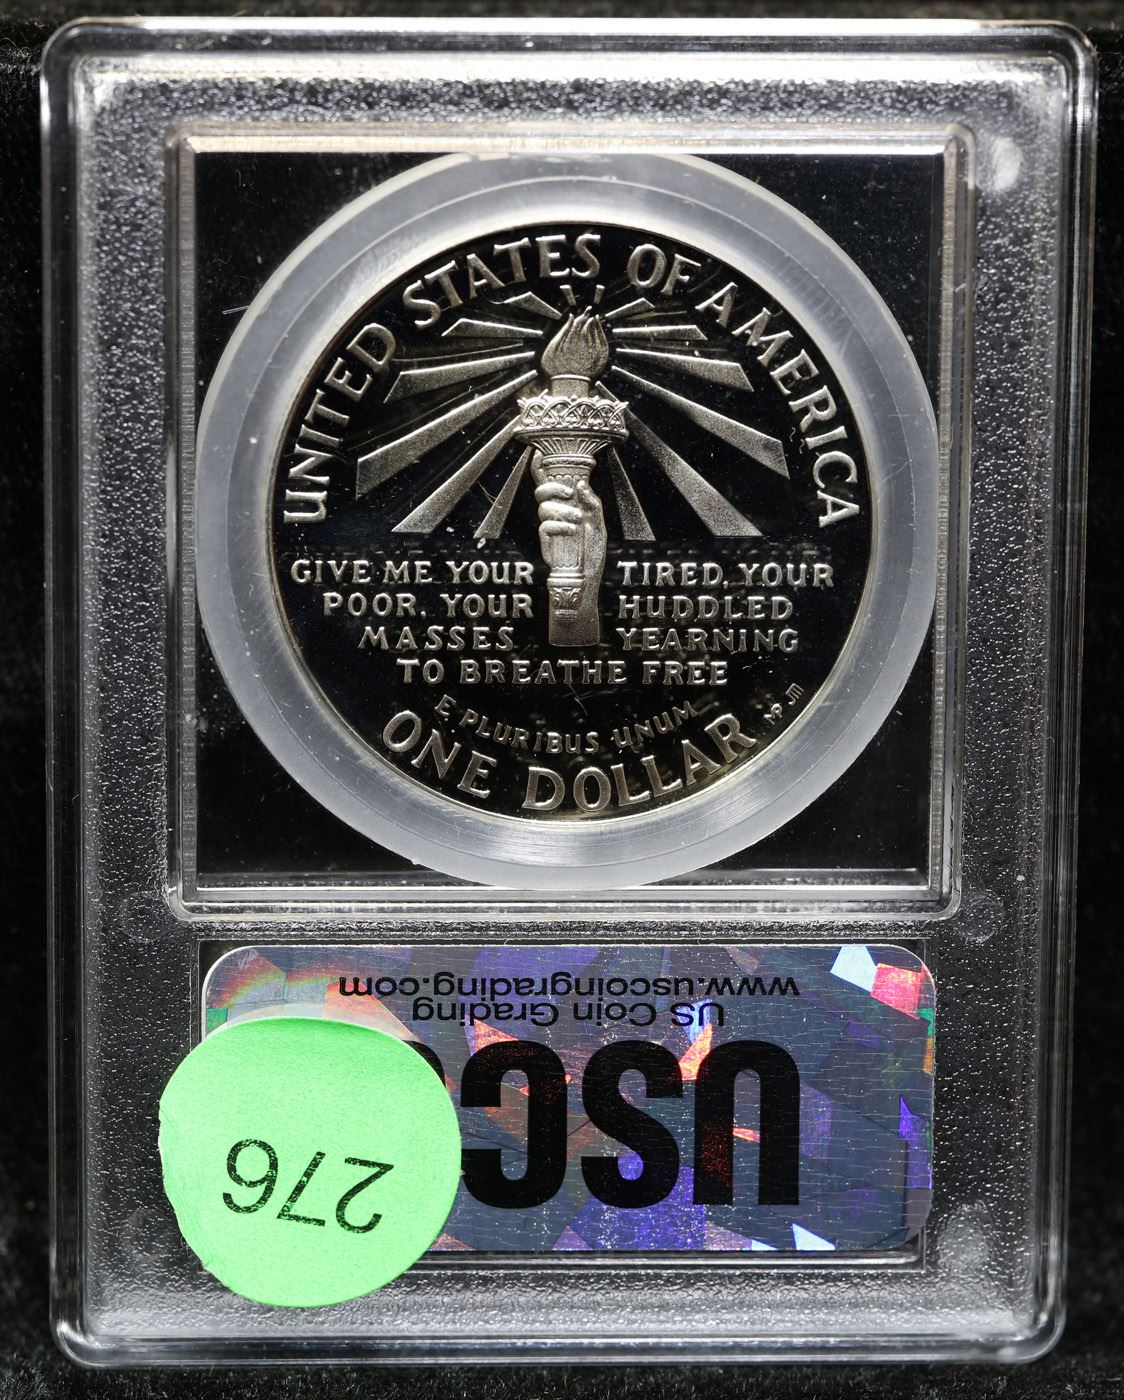 UNITED STATES OF AMERICA
GIVE ME YOUR TIRED, YOUR
POOR, YOUR HUDDLED
MASSES YEARNING
TO BREATHE FREE
E PLURIBUS UNUM
ONE DOLLAR
www.uscoingrading.com
US Coin Grading
276